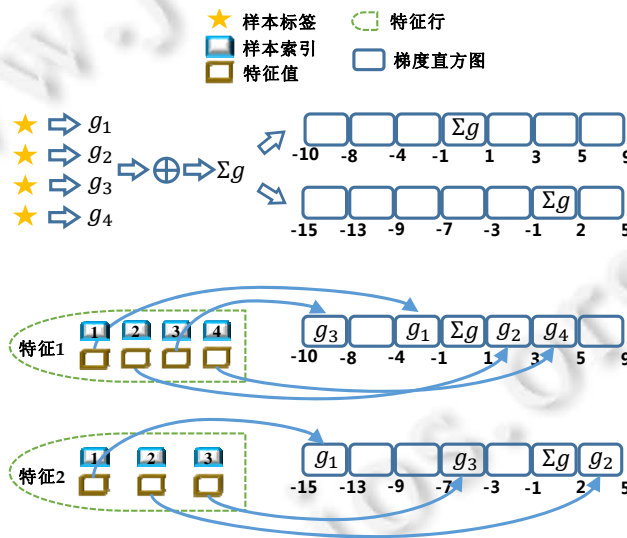 样本标签 特征行
样本索引 梯度直方图
特征值
g₁
g₂
g₃
g₄
Σg
Σg
-10 -8 -4 -1 1 3 5 9
Σg
-15 -13 -9 -7 -3 -1 2 5
特征1
1 2 3 4
g₃ g₁ Σg g₂ g₄
-10 -8 -4 -1 1 3 5 9
特征2
1 2 3
g₁ g₃ Σg g₂
-15 -13 -9 -7 -3 -1 2 5